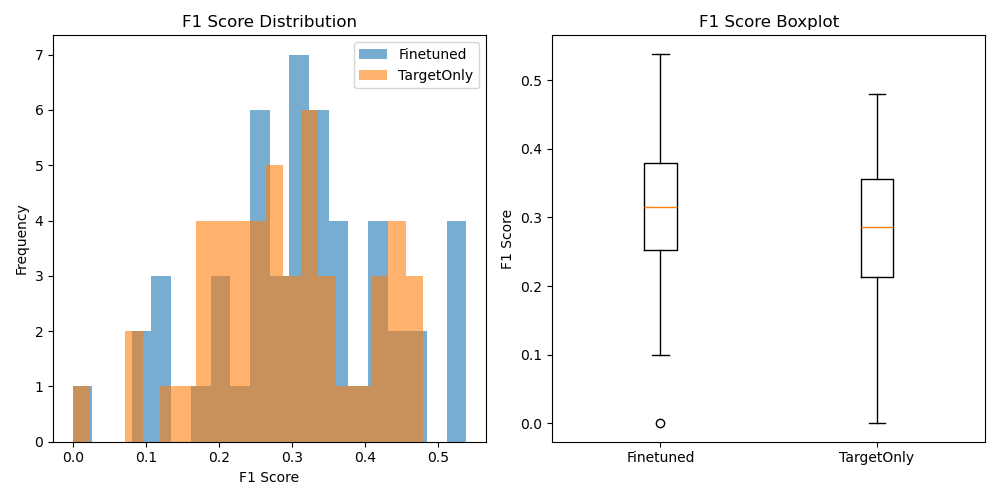 F1 Score Distribution
Finetuned
TargetOnly
7
6
5
4
3
2
1
0
Frequency
0.0 0.1 0.2 0.3 0.4 0.5
F1 Score
F1 Score Boxplot
0.5
0.4
0.3
0.2
0.1
0.0
F1 Score
Finetuned TargetOnly